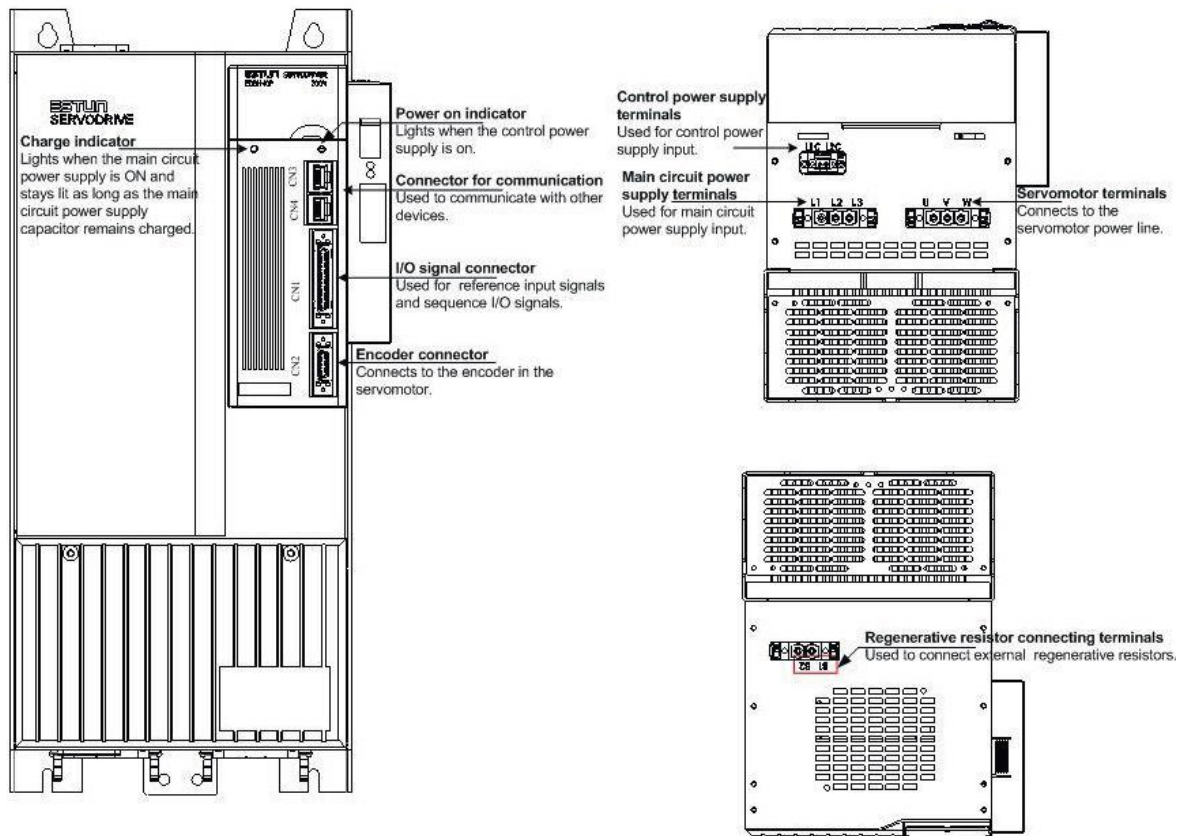 ESTUN
SERVODRIVE
ESTUN SERVODRIVE
200V
Charge indicator
Lights when the main circuit
power supply is ON and
stays lit as long as the main
circuit power supply
capacitor remains charged.
Power on indicator
Lights when the control power
supply is on.
Connector for communication
Used to communicate with other
devices.
I/O signal connector
Used for reference input signals
and sequence I/O signals.
Encoder connector
Connects to the encoder in the
servomotor.
CN3
CN4
CN1
CN2
Control power supply
terminals
Used for control power
supply input.
L1C L2C
Main circuit power
supply terminals
Used for main circuit
power supply input.
L1 L2 L3
U V W
Servomotor terminals
Connects to the
servomotor power line.
Regenerative resistor connecting terminals
Used to connect external regenerative resistors.
B2 B1